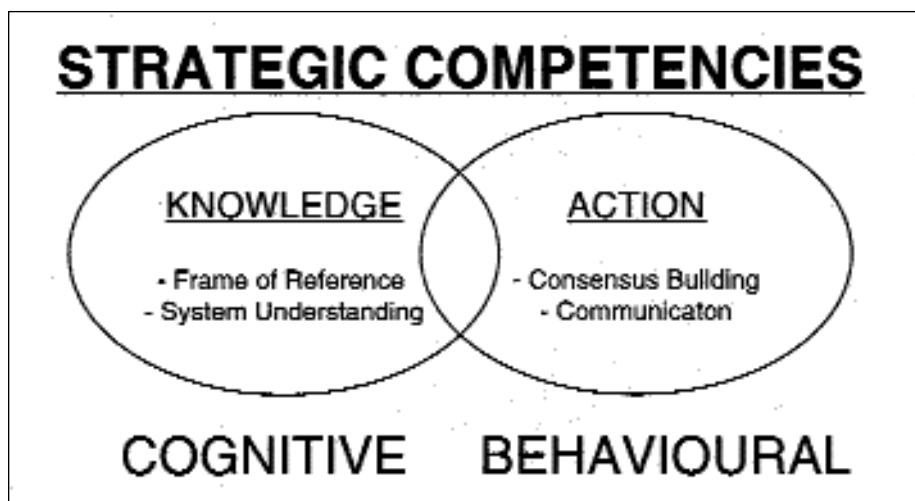 STRATEGIC COMPETENCIES
KNOWLEDGE
- Frame of Reference
- System Understanding
ACTION
- Consensus Building
- Communicaton
COGNITIVE
BEHAVIOURAL